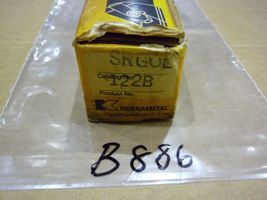 SRGCL
Catalog No.
122B
Product No.
KENNAMETAL
B886